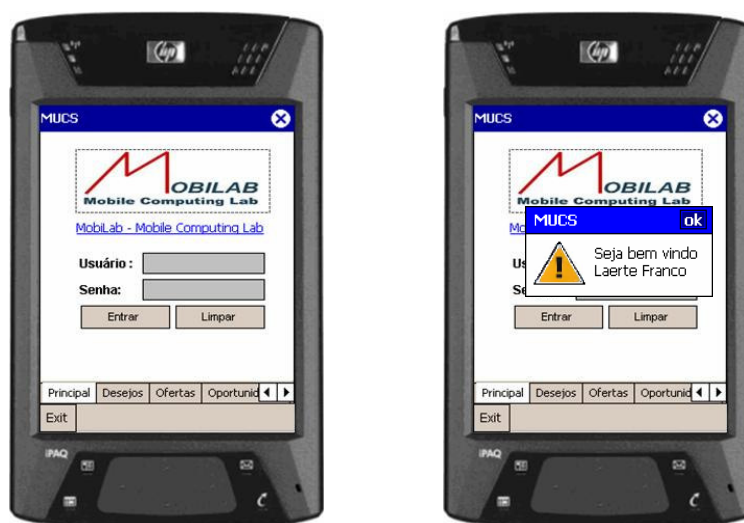 hp
MUCS
MOBILAB
Mobile Computing Lab
MobiLab - Mobile Computing Lab
Usuário :
Senha:
Entrar Limpar
Principal Desejos Ofertas Oportunid
Exit
iPAQ
hp
MUCS
MOBILAB
Mobile Computing Lab
MUCS ok
Mo
Seja bem vindo
Laerte Franco
Us
Se
Entrar Limpar
Principal Desejos Ofertas Oportunid
Exit
iPAQ